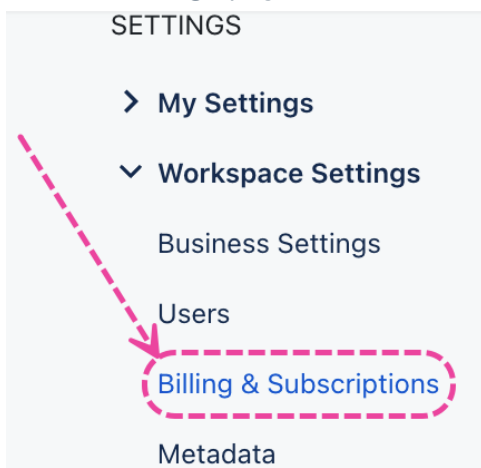 SETTINGS
My Settings
Workspace Settings
Business Settings
Users
Billing & Subscriptions
Metadata